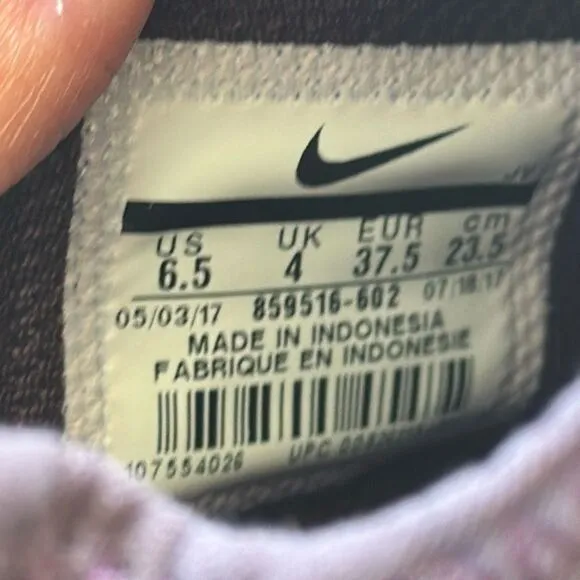 US UK EUR cm
6.5 4 37.5 23.5
05/03/17 859516-602 07/18/17
MADE IN INDONESIA
FABRIQUE EN INDONESIE
107554026 UPC